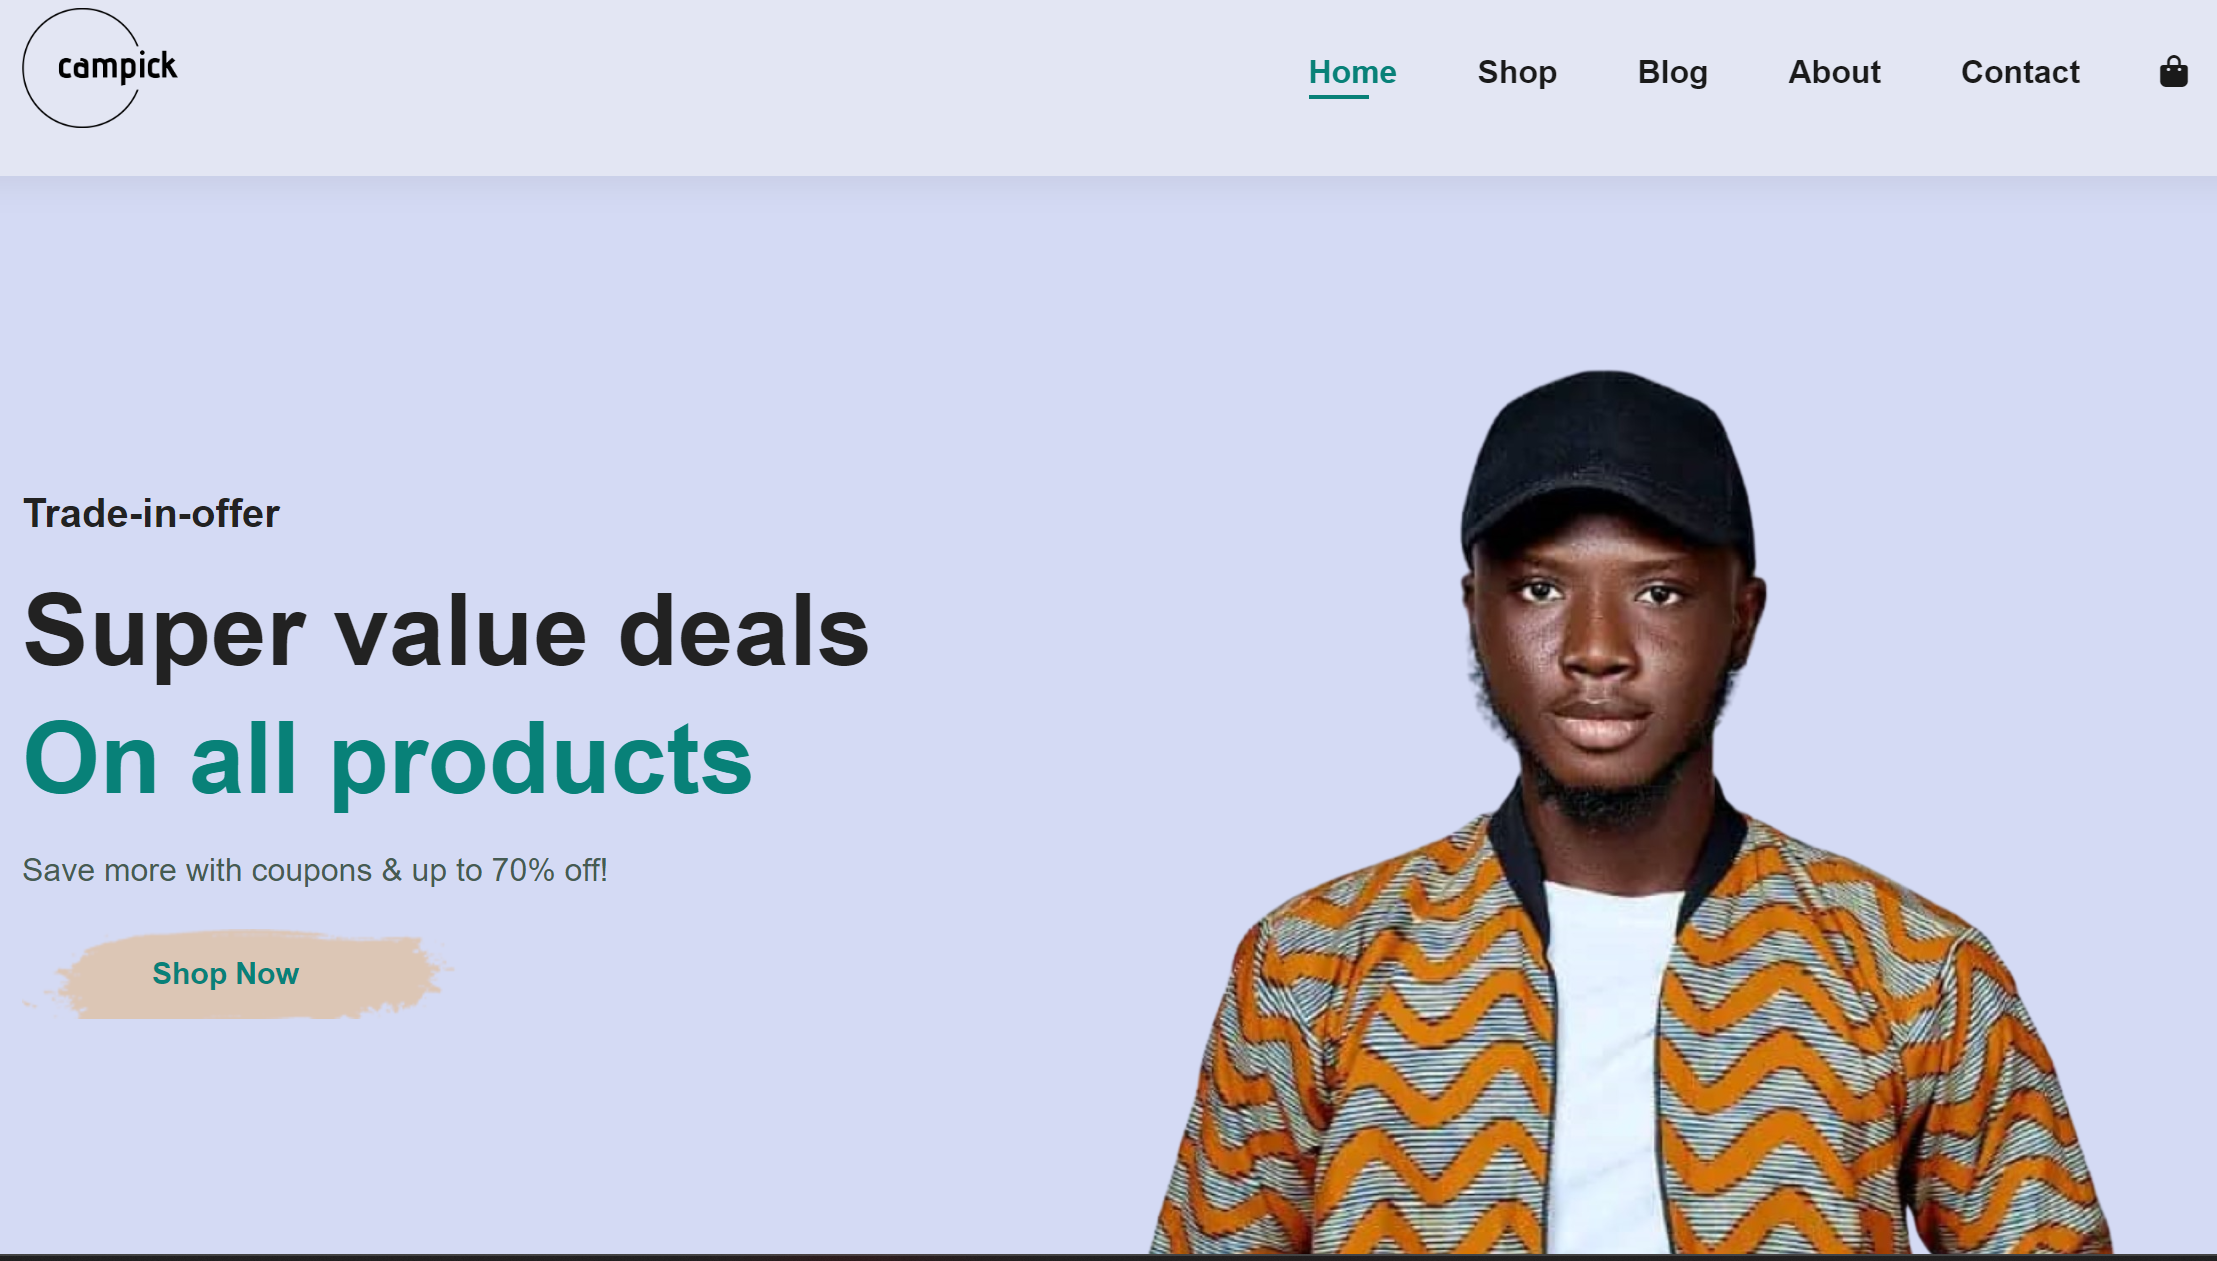 campick
Home Shop Blog About Contact
Trade-in-offer
Super value deals
On all products
Save more with coupons & up to 70% off!
Shop Now